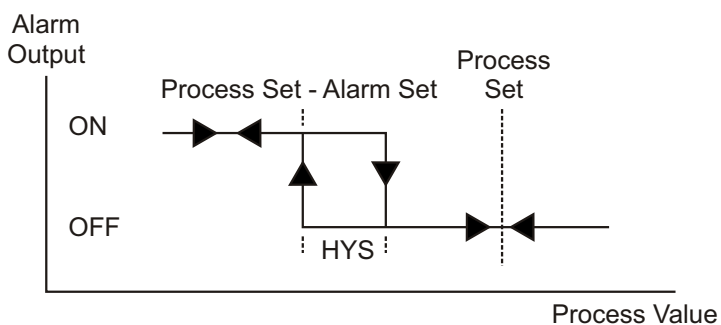 Alarm
Output
Process
Set
Process Set - Alarm Set
ON
OFF
HYS
Process Value